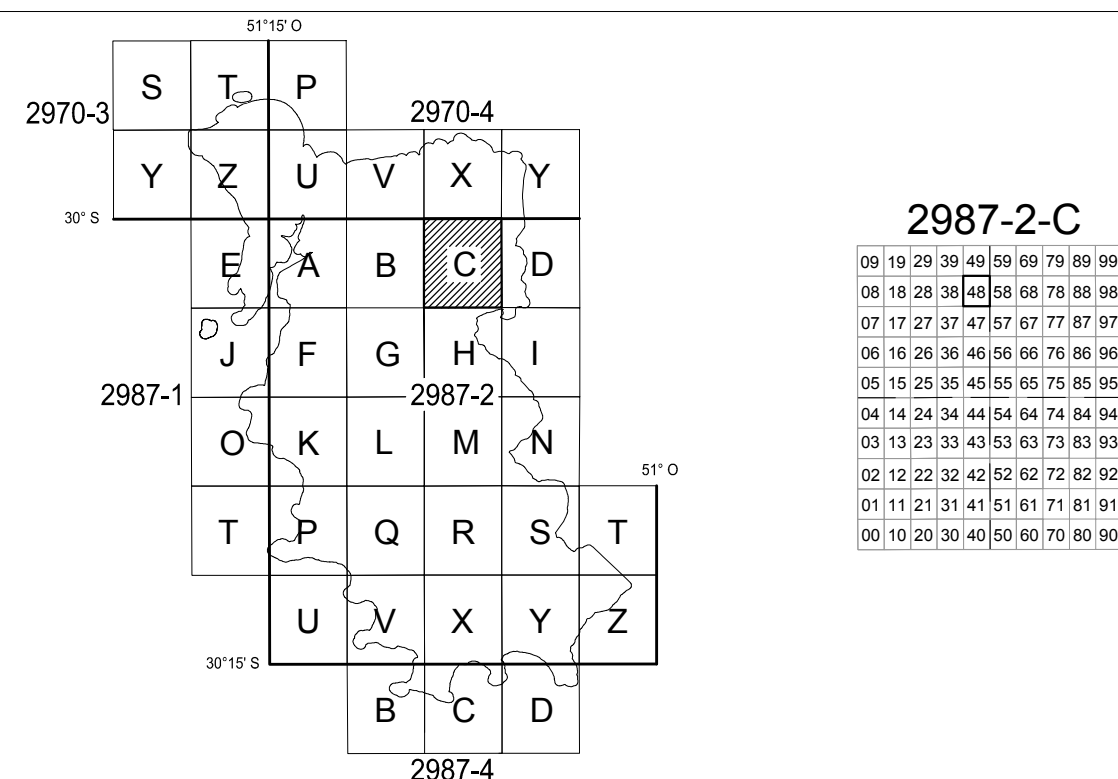 51°15' O
S T P
2970-3 2970-4
Y Z U V X Y
30° S
E A B C D
J F G H I
2987-1 2987-2
O K L M N
51° O
T P Q R S T
U V X Y Z
30°15' S
B C D
2987-4
2987-2-C
09 19 29 39 49 59 69 79 89 99
08 18 28 38 48 58 68 78 88 98
07 17 27 37 47 57 67 77 87 97
06 16 26 36 46 56 66 76 86 96
05 15 25 35 45 55 65 75 85 95
04 14 24 34 44 54 64 74 84 94
03 13 23 33 43 53 63 73 83 93
02 12 22 32 42 52 62 72 82 92
01 11 21 31 41 51 61 71 81 91
00 10 20 30 40 50 60 70 80 90